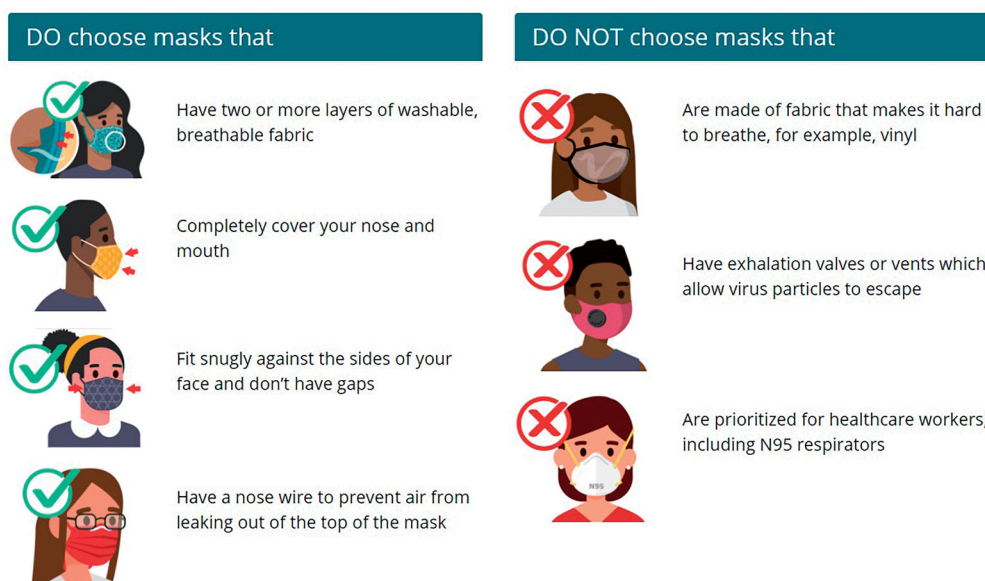 DO choose masks that
Have two or more layers of washable,
breathable fabric
Completely cover your nose and
mouth
Fit snugly against the sides of your
face and don’t have gaps
Have a nose wire to prevent air from
leaking out of the top of the mask
DO NOT choose masks that
Are made of fabric that makes it hard
to breathe, for example, vinyl
Have exhalation valves or vents which
allow virus particles to escape
Are prioritized for healthcare workers,
including N95 respirators
N95